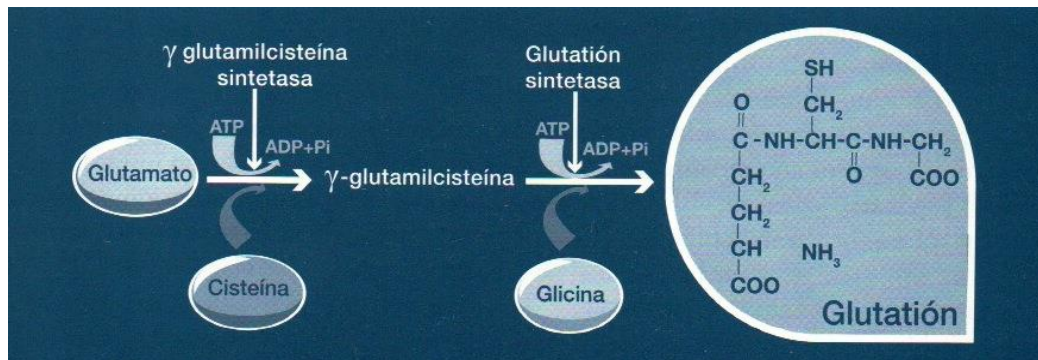 γ glutamilcisteína
sintetasa
Glutatión
sintetasa
ATP
ADP+Pi
ATP
ADP+Pi
Glutamato
γ-glutamilcisteína
Cisteína
Glicina
SH
CH2
O
C-NH-CH-C-NH-CH2
O
COO
CH2
CH2
CH
NH3
COO
Glutatión